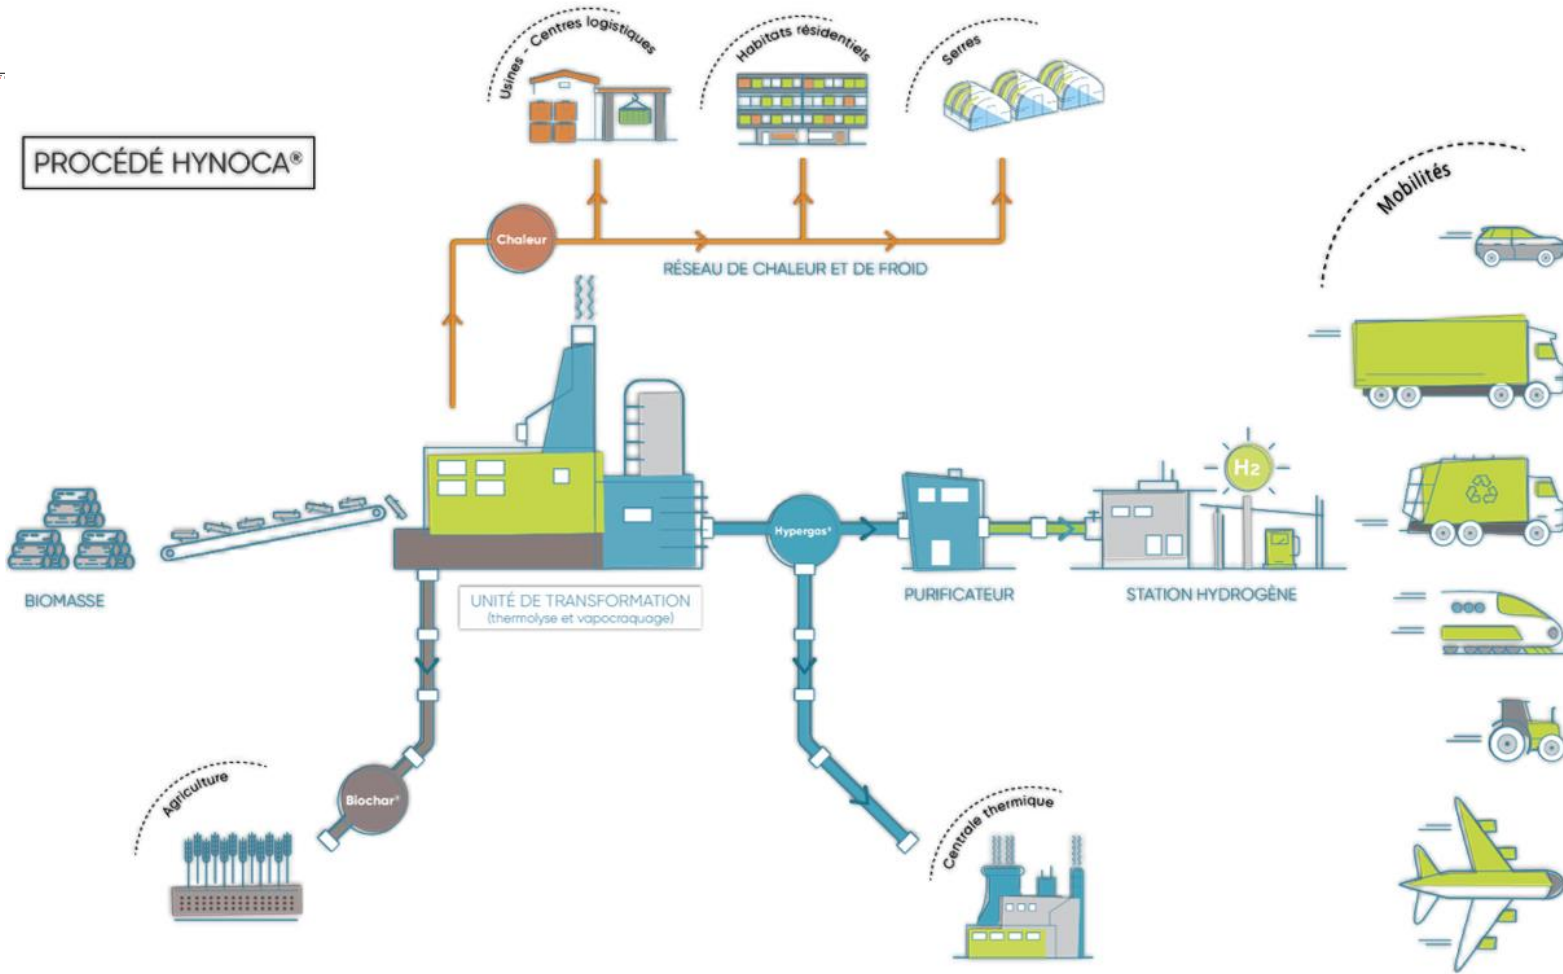 Usines - Centres logistiques
Habitats résidentiels
Serres
PROCÉDÉ HYNOCA®
Mobilités
Chaleur
RÉSEAU DE CHALEUR ET DE FROID
H2
Hypergas®
BIOMASSE
UNITÉ DE TRANSFORMATION
(thermolyse et vapocraquage)
PURIFICATEUR
STATION HYDROGÈNE
Agriculture
Biochar®
Centrale thermique